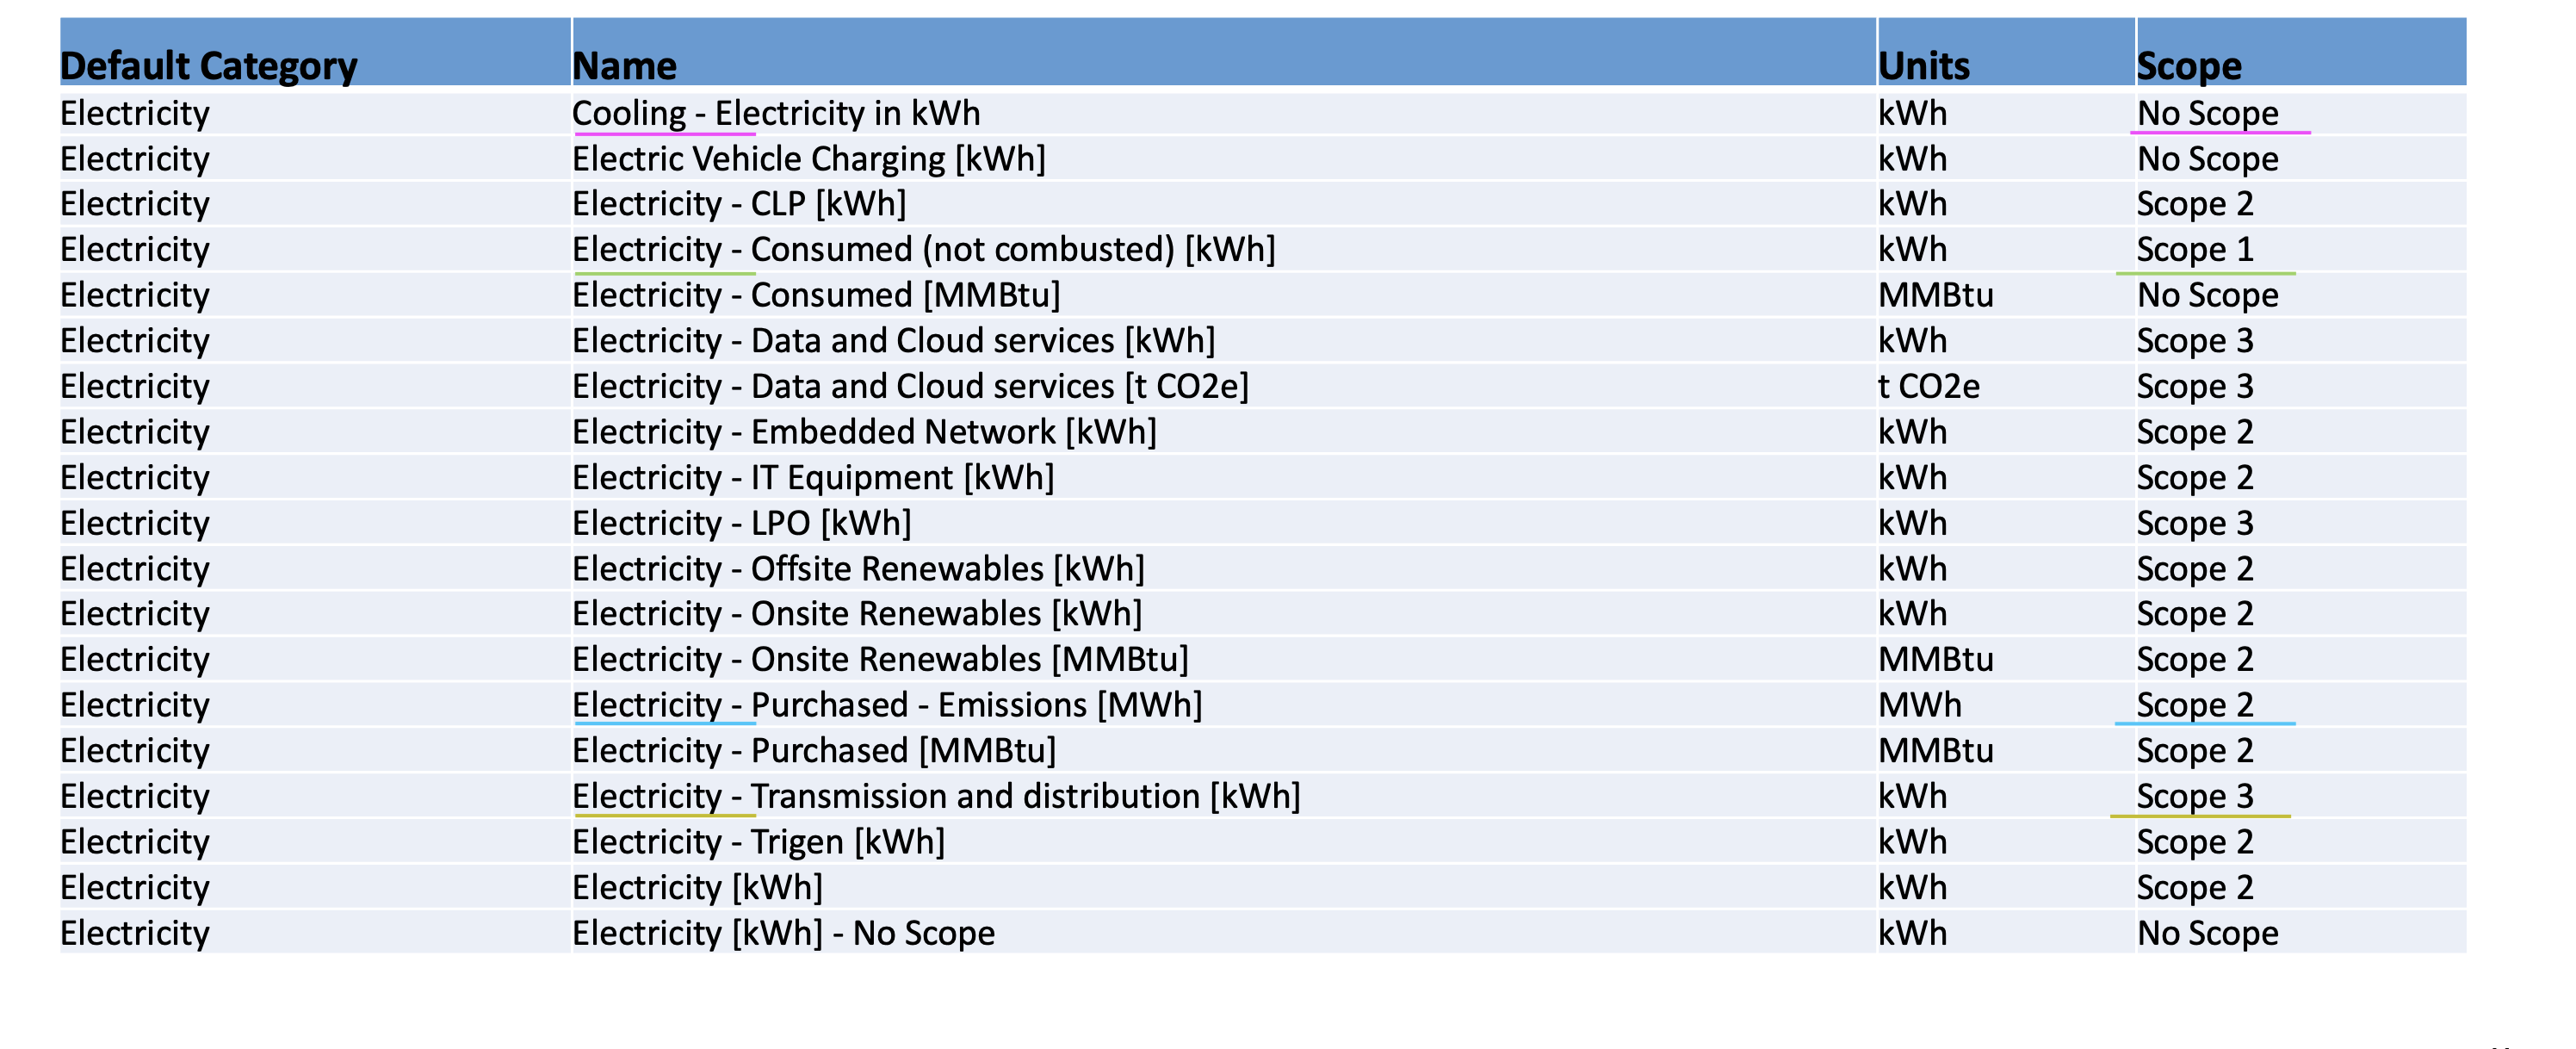 Default Category Name Units Scope
Electricity Cooling - Electricity in kWh kWh No Scope
Electricity Electric Vehicle Charging [kWh] kWh No Scope
Electricity Electricity - CLP [kWh] kWh Scope 2
Electricity Electricity - Consumed (not combusted) [kWh] kWh Scope 1
Electricity Electricity - Consumed [MMBtu] MMBtu No Scope
Electricity Electricity - Data and Cloud services [kWh] kWh Scope 3
Electricity Electricity - Data and Cloud services [t CO2e] t CO2e Scope 3
Electricity Electricity - Embedded Network [kWh] kWh Scope 2
Electricity Electricity - IT Equipment [kWh] kWh Scope 2
Electricity Electricity - LPO [kWh] kWh Scope 3
Electricity Electricity - Offsite Renewables [kWh] kWh Scope 2
Electricity Electricity - Onsite Renewables [kWh] kWh Scope 2
Electricity Electricity - Onsite Renewables [MMBtu] MMBtu Scope 2
Electricity Electricity - Purchased - Emissions [MWh] MWh Scope 2
Electricity Electricity - Purchased [MMBtu] MMBtu Scope 2
Electricity Electricity - Transmission and distribution [kWh] kWh Scope 3
Electricity Electricity - Trigen [kWh] kWh Scope 2
Electricity Electricity [kWh] kWh Scope 2
Electricity Electricity [kWh] - No Scope kWh No Scope